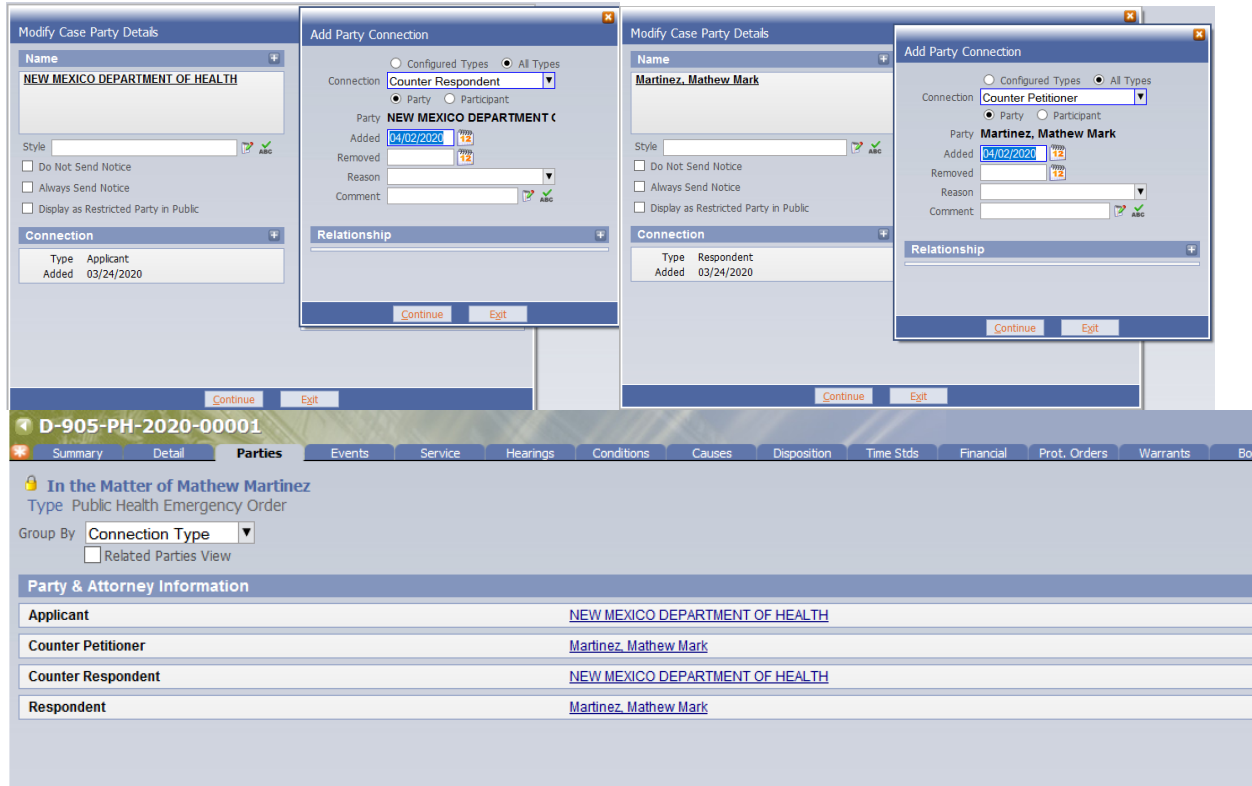 Modify Case Party Details
Name
NEW MEXICO DEPARTMENT OF HEALTH
Style
ABC
Do Not Send Notice
Always Send Notice
Display as Restricted Party in Public
Connection
Type Applicant
Added 03/24/2020
Continue Exit
Add Party Connection
Configured Types All Types
Connection Counter Respondent
Party Participant
Party NEW MEXICO DEPARTMENT (
Added 04/02/2020 12
Removed 12
Reason
Comment ABC
Relationship
Continue Exit
Modify Case Party Details
Name
Martinez, Mathew Mark
Style
ABC
Do Not Send Notice
Always Send Notice
Display as Restricted Party in Public
Connection
Type Respondent
Added 03/24/2020
Continue Exit
Add Party Connection
Configured Types All Types
Connection Counter Petitioner
Party Participant
Party Martinez, Mathew Mark
Added 04/02/2020 12
Removed 12
Reason
Comment ABC
Relationship
Continue Exit
D-905-PH-2020-00001
Summary Detail Parties Events Service Hearings Conditions Causes Disposition Time Stds Financial Prot. Orders Warrants Bo
In the Matter of Mathew Martinez
Type Public Health Emergency Order
Group By Connection Type
Related Parties View
Party & Attorney Information
Applicant NEW MEXICO DEPARTMENT OF HEALTH
Counter Petitioner Martinez, Mathew Mark
Counter Respondent NEW MEXICO DEPARTMENT OF HEALTH
Respondent Martinez, Mathew Mark